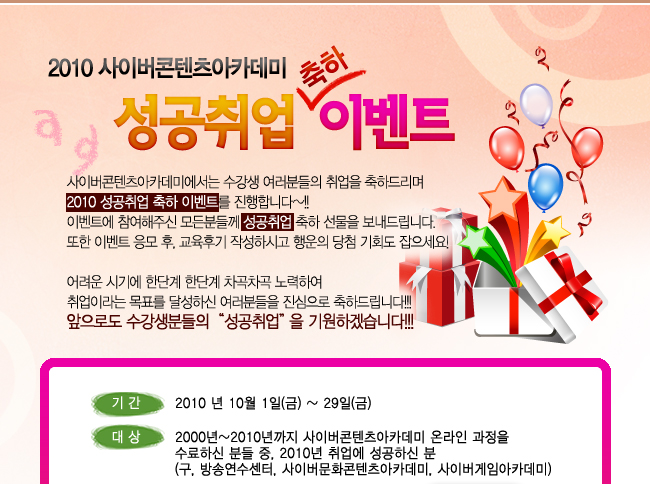 2010 사이버콘텐츠아카데미
성공취업 축하 이벤트
사이버콘텐츠아카데미에서는 수강생 여러분들의 취업을 축하드리며
2010 성공취업 축하 이벤트를 진행합니다~!!
이벤트에 참여해주신 모든분들께 성공취업 축하 선물을 보내드립니다.
또한 이벤트 응모 후, 교육후기 작성하시고 행운의 당첨 기회도 잡으세요!
어려운 시기에 한단계 한단계 차곡차곡 노력하여
취업이라는 목표를 달성하신 여러분들을 진심으로 축하드립니다!!!
앞으로도 수강생분들의 “성공취업”을 기원하겠습니다!!!
기 간 2010 년 10월 1일(금) ~ 29일(금)
대 상 2000년~2010년까지 사이버콘텐츠아카데미 온라인 과정을
수료하신 분들 중, 2010년 취업에 성공하신 분
(구, 방송연수센터, 사이버문화콘텐츠아카데미, 사이버게임아카데미)